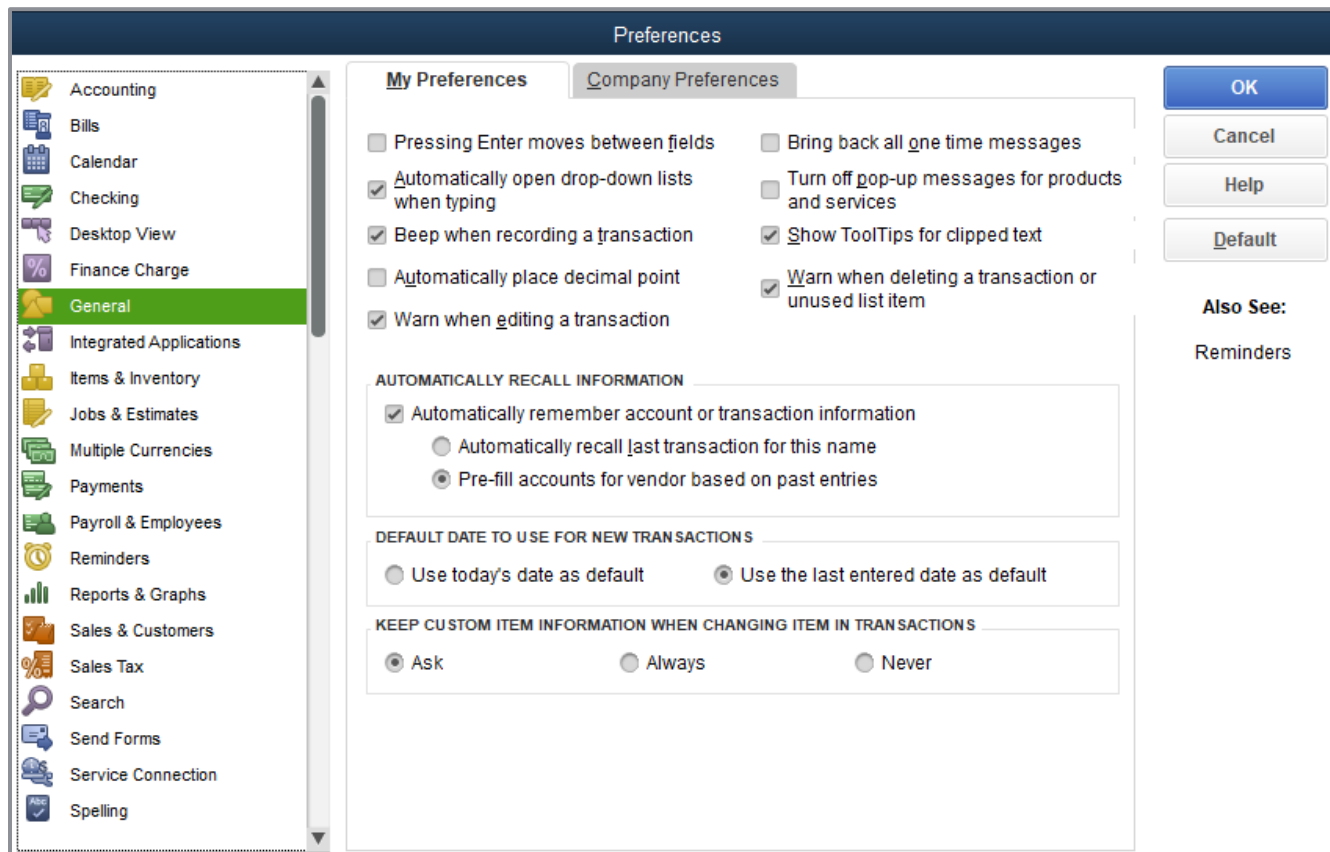 Preferences
Accounting
Bills
Calendar
Checking
Desktop View
Finance Charge
General
Integrated Applications
Items & Inventory
Jobs & Estimates
Multiple Currencies
Payments
Payroll & Employees
Reminders
Reports & Graphs
Sales & Customers
Sales Tax
Search
Send Forms
Service Connection
Abc
Spelling
My Preferences
Company Preferences
Pressing Enter moves between fields
Automatically open drop-down lists
when typing
Beep when recording a transaction
Automatically place decimal point
Warn when editing a transaction
Bring back all one time messages
Turn off pop-up messages for products
and services
Show ToolTips for clipped text
Warn when deleting a transaction or
unused list item
AUTOMATICALLY RECALL INFORMATION
Automatically remember account or transaction information
Automatically recall last transaction for this name
Pre-fill accounts for vendor based on past entries
DEFAULT DATE TO USE FOR NEW TRANSACTIONS
Use today's date as default
Use the last entered date as default
KEEP CUSTOM ITEM INFORMATION WHEN CHANGING ITEM IN TRANSACTIONS
Ask
Always
Never
OK
Cancel
Help
Default
Also See:
Reminders